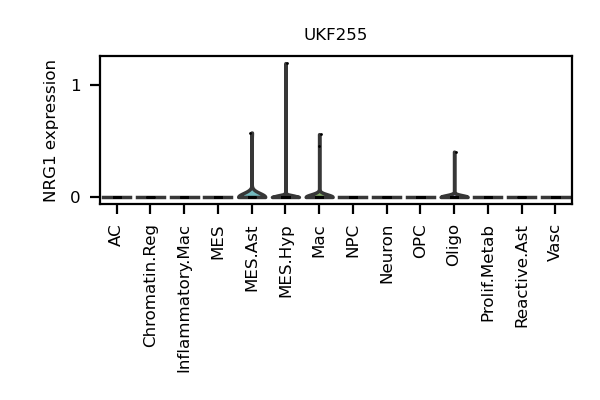 UKF255
NRG1 expression
1
0
AC
Chromatin.Reg
Inflammatory.Mac
MES
MES.Ast
MES.Hyp
Mac
NPC
Neuron
OPC
Oligo
Prolif.Metab
Reactive.Ast
Vasc